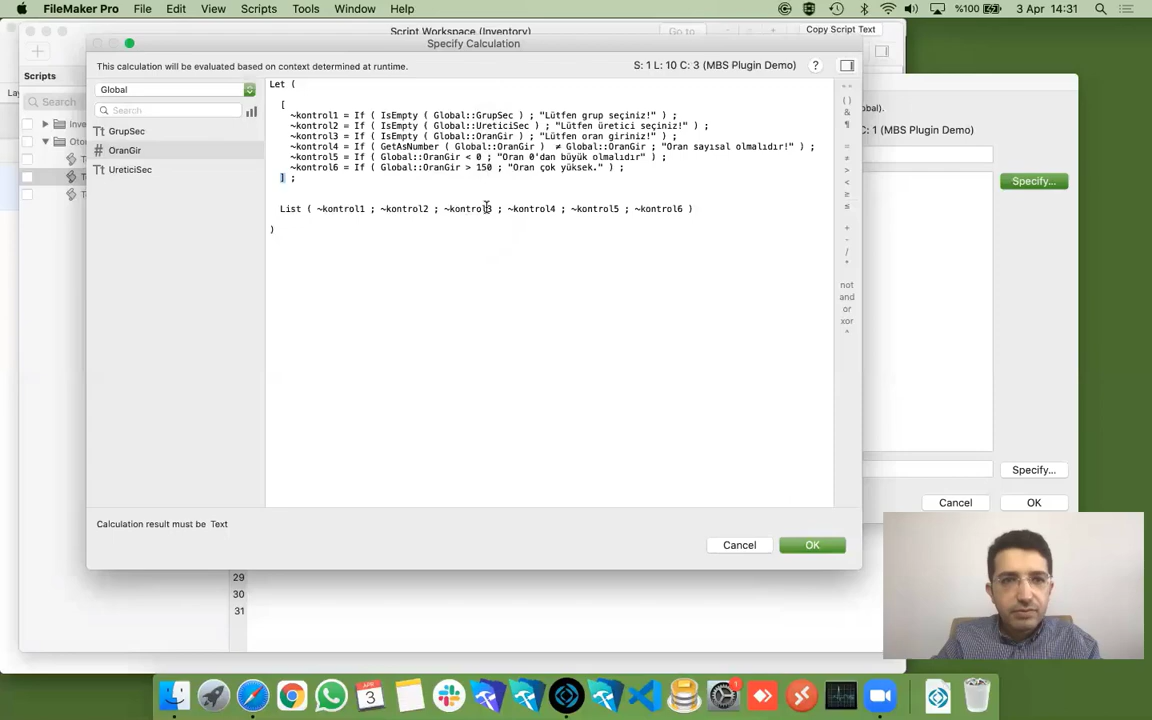 FileMaker Pro File Edit View Scripts Tools Window Help %100 3 Apr 14:31
Script Workspace (Inventory) Go to: Copy Script Text
Specify Calculation
This calculation will be evaluated based on context determined at runtime. S: 1 L: 10 C: 3 (MBS Plugin Demo) ?
Scripts
Search
Global
Search
GrupSec
OranGir
UreticiSec
Let (
[
~kontrol1 = If ( IsEmpty ( Global::GrupSec ) ; "Lütfen grup seçiniz!" ) ;
~kontrol2 = If ( IsEmpty ( Global::UreticiSec ) ; "Lütfen üretici seçiniz!" ) ;
~kontrol3 = If ( IsEmpty ( Global::OranGir ) ; "Lütfen oran giriniz!" ) ;
~kontrol4 = If ( GetAsNumber ( Global::OranGir ) ≠ Global::OranGir ; "Oran sayısal olmalıdır!" ) ;
~kontrol5 = If ( Global::OranGir < 0 ; "Oran 0'dan büyük olmalıdır" ) ;
~kontrol6 = If ( Global::OranGir > 150 ; "Oran çok yüksek." ) ;
] ;
List ( ~kontrol1 ; ~kontrol2 ; ~kontrol3 ; ~kontrol4 ; ~kontrol5 ; ~kontrol6 )
)
not
and
or
xor
C: 1 (MBS Plugin Demo)
Specify...
Specify...
Cancel OK
Calculation result must be Text
Cancel OK
29
30
31